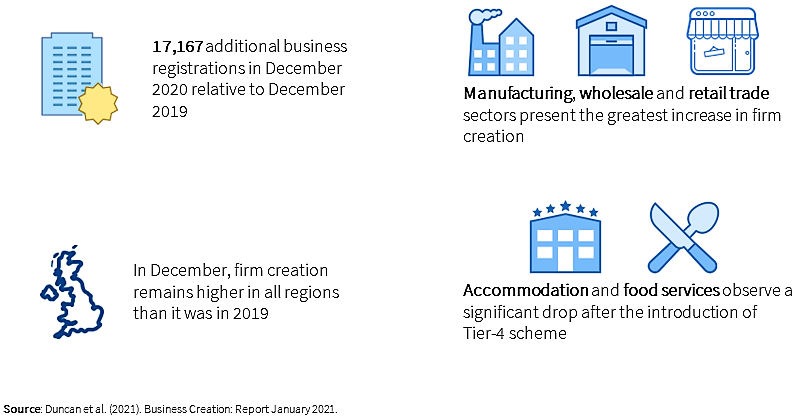 17,167 additional business
registrations in December
2020 relative to December
2019
Manufacturing, wholesale and retail trade
sectors present the greatest increase in firm
creation
In December, firm creation
remains higher in all regions
than it was in 2019
Accommodation and food services observe a
significant drop after the introduction of
Tier-4 scheme
Source: Duncan et al. (2021). Business Creation: Report January 2021.